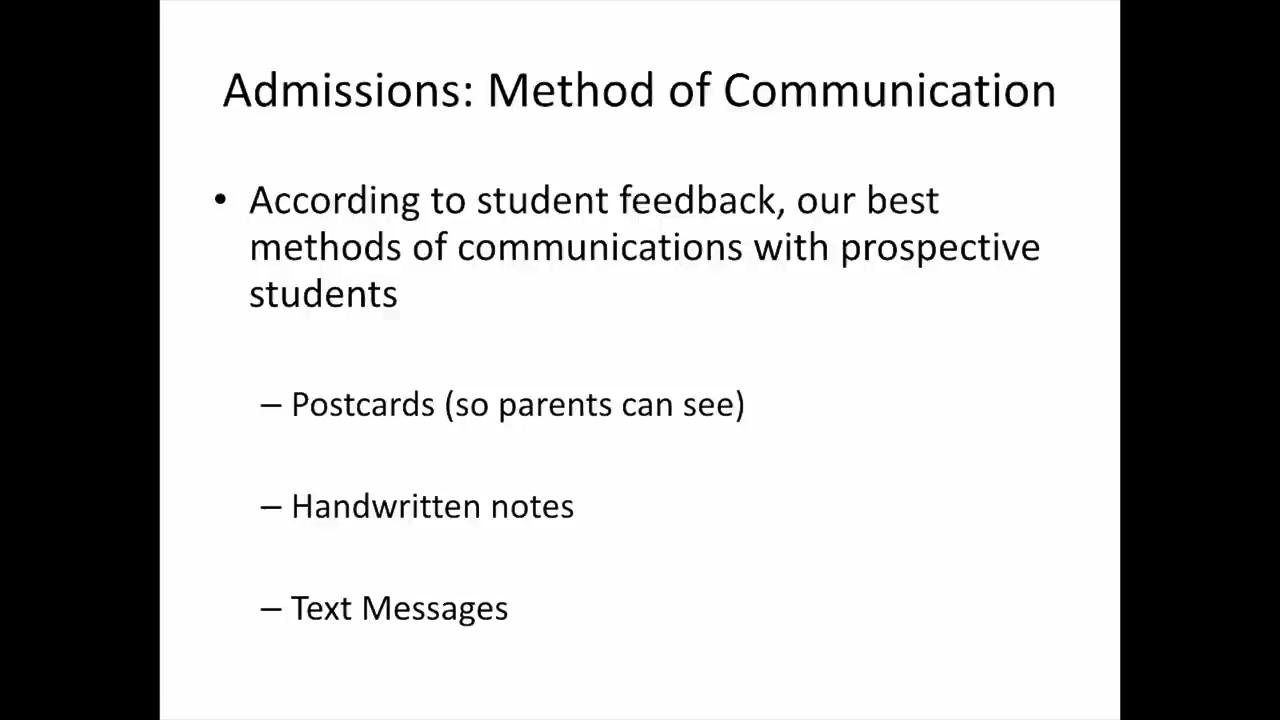 Admissions: Method of Communication
• According to student feedback, our best
methods of communications with prospective
students
– Postcards (so parents can see)
– Handwritten notes
– Text Messages